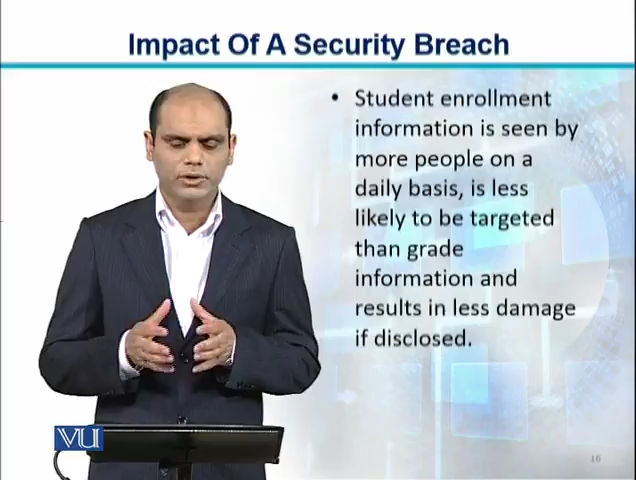 Impact Of A Security Breach
• Student enrollment
information is seen by
more people on a
daily basis, is less
likely to be targeted
than grade
information and
results in less damage
if disclosed.
VU
16